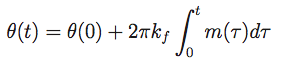 θ(t) = θ(0) + 2πk_f ∫_0^t m(τ)dτ